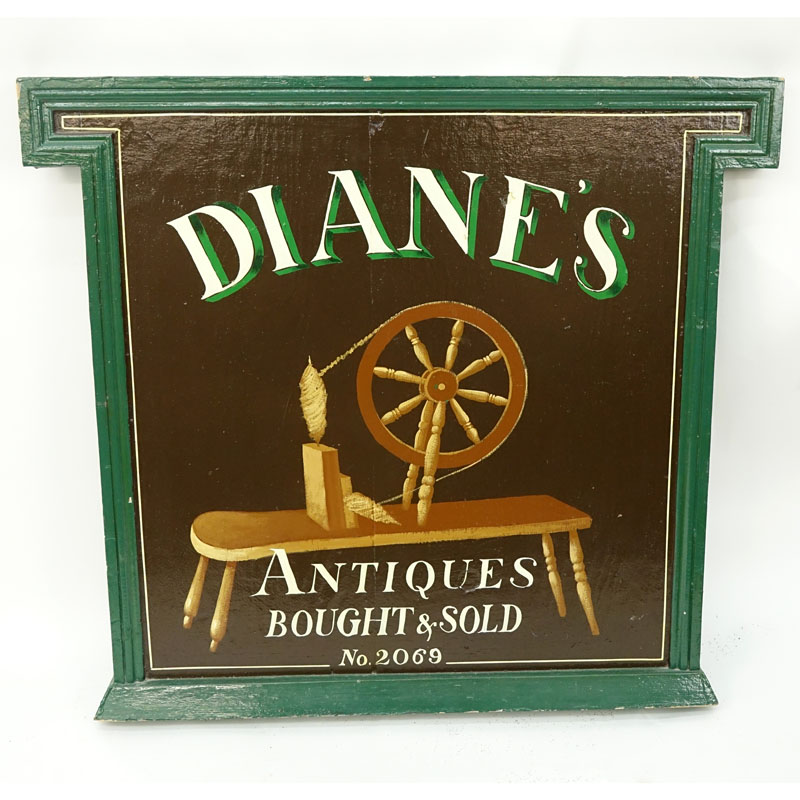 DIANE'S
ANTIQUES
BOUGHT & SOLD
No. 2069